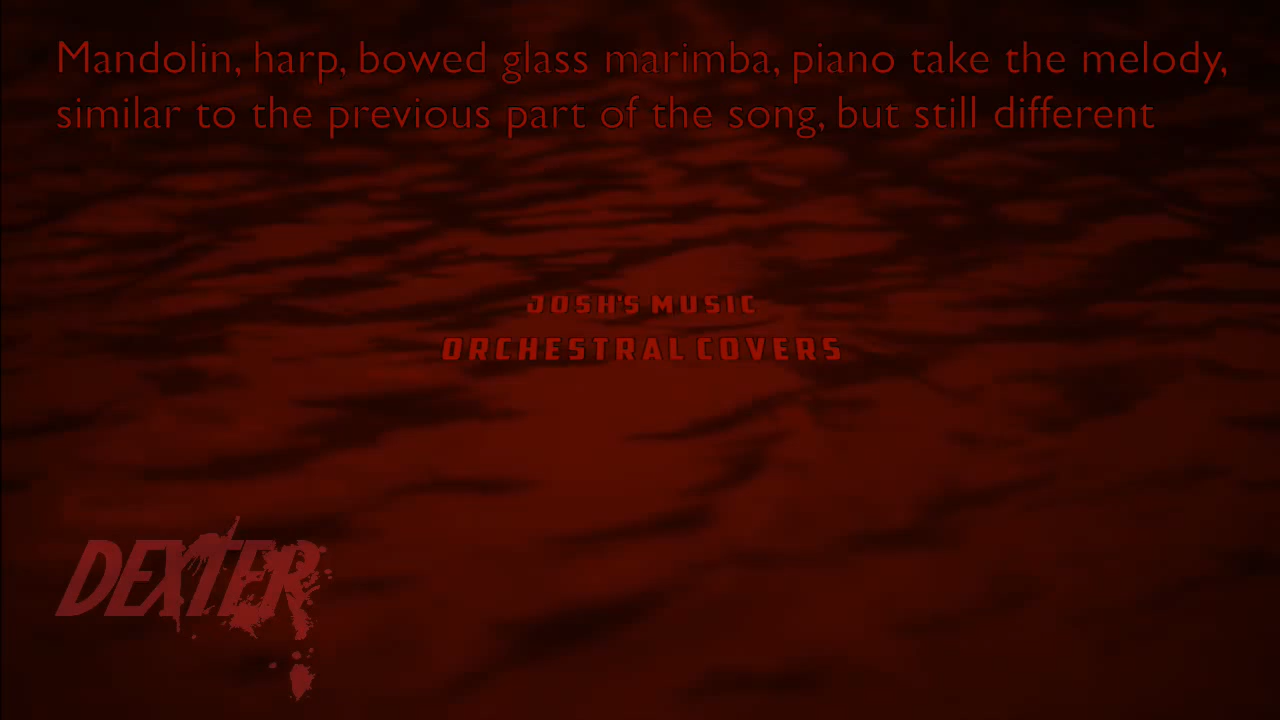 Mandolin, harp, bowed glass marimba, piano take the melody,
similar to the previous part of the song, but still different
JOSH'S MUSIC
ORCHESTRAL COVERS
DEXTER